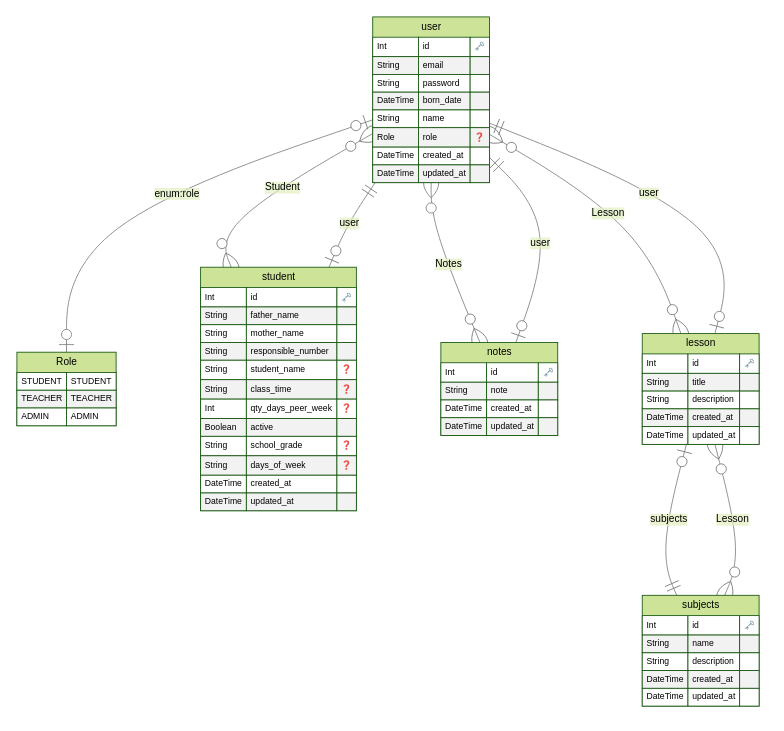 user
Int id
String email
String password
DateTime born_date
String name
Role role ❓
DateTime created_at
DateTime updated_at
enum:role
Student
user
Notes
user
Lesson
user
student
Int id
String father_name
String mother_name
String responsible_number
String student_name ❓
String class_time ❓
Int qty_days_peer_week ❓
Boolean active
String school_grade ❓
String days_of_week ❓
DateTime created_at
DateTime updated_at
Role
STUDENT STUDENT
TEACHER TEACHER
ADMIN ADMIN
notes
Int id
String note
DateTime created_at
DateTime updated_at
lesson
Int id
String title
String description
DateTime created_at
DateTime updated_at
subjects
Lesson
subjects
Int id
String name
String description
DateTime created_at
DateTime updated_at